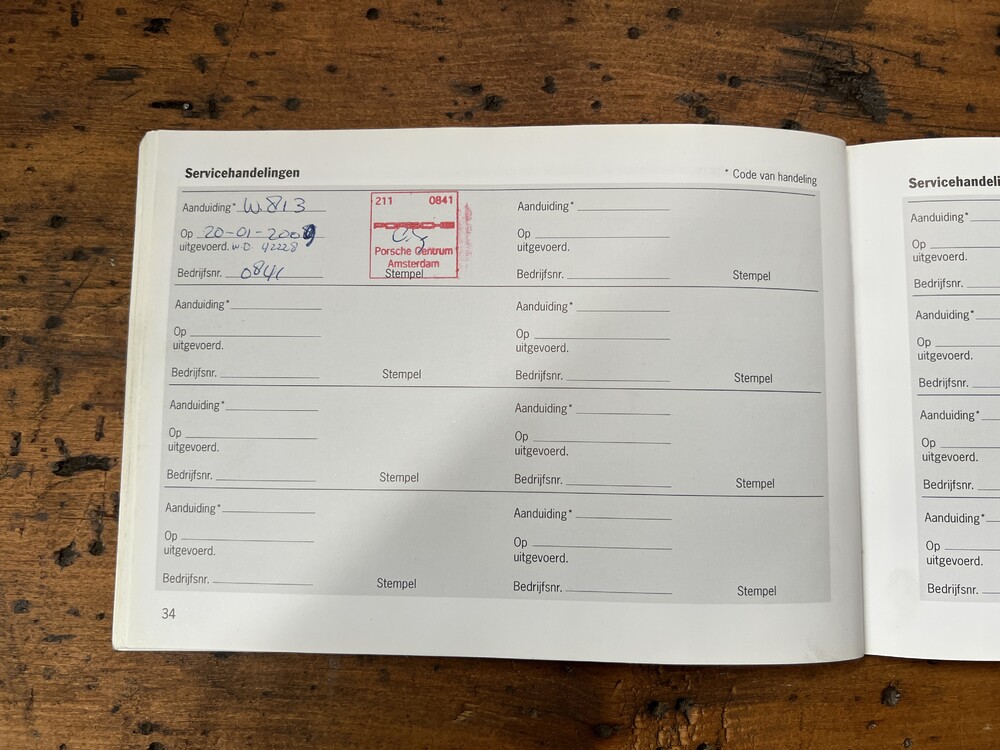 Servicehandelingen
* Code van handeling
Aanduiding* W.813
Op 20-01-2009
uitgevoerd. W.O. 42228
Bedrijfsnr. 0841
211 0841
PORSCHE
Porsche Centrum
Amsterdam
Stempel
Aanduiding*
Op
uitgevoerd.
Bedrijfsnr. Stempel
Aanduiding*
Op
uitgevoerd.
Bedrijfsnr. Stempel
Aanduiding*
Op
uitgevoerd.
Bedrijfsnr. Stempel
Aanduiding*
Op
uitgevoerd.
Bedrijfsnr. Stempel
Aanduiding*
Op
uitgevoerd.
Bedrijfsnr. Stempel
Aanduiding*
Op
uitgevoerd.
Bedrijfsnr. Stempel
Aanduiding*
Op
uitgevoerd.
Bedrijfsnr. Stempel
34
Servicehandeli
Aanduiding*
Op
uitgevoerd.
Bedrijfsnr.
Aanduiding*
Op
uitgevoerd.
Bedrijfsnr.
Aanduiding*
Op
uitgevoerd.
Bedrijfsnr.
Aanduiding*
Op
uitgevoerd.
Bedrijfsnr.